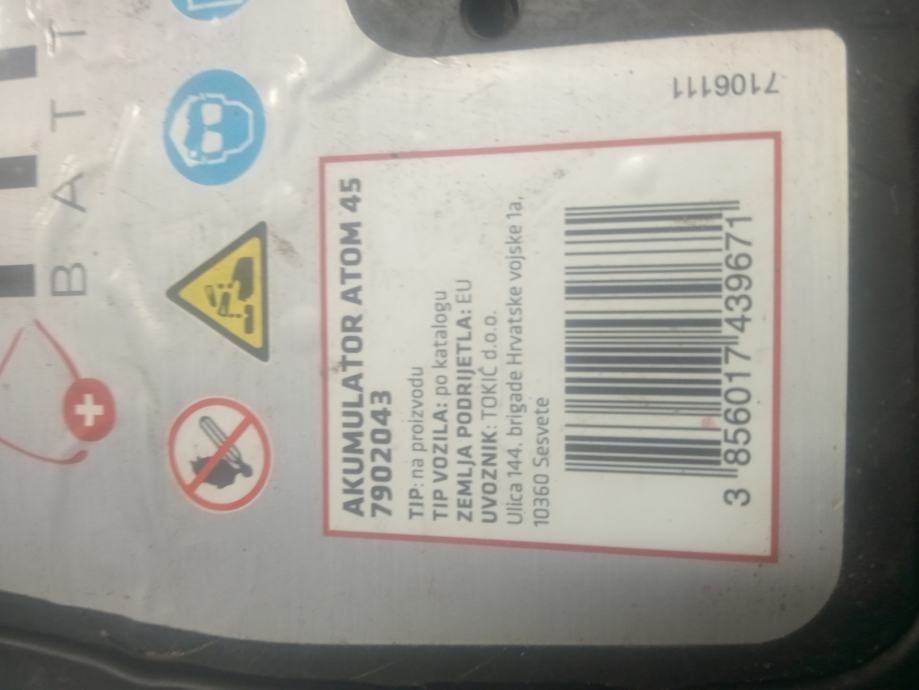 BATT
AKUMULATOR ATOM 45
7902043
TIP: na proizvodu
TIP VOZILA: po katalogu
ZEMLJA PODRIJETLA: EU
UVOZNIK: TOKIĆ d.o.o.
Ulica 144. brigade Hrvatske vojske 1a,
10360 Sesvete
3 856017 439671
7106111